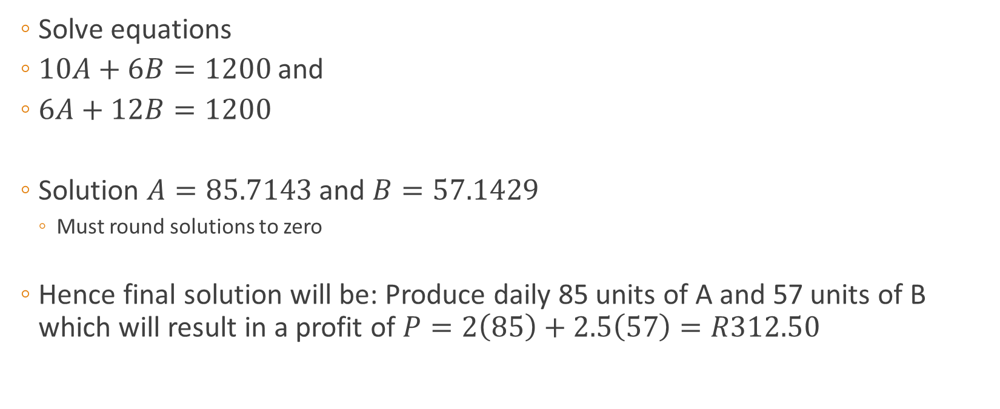 Solve equations
10A + 6B = 1200 and
6A + 12B = 1200
Solution A = 85.7143 and B = 57.1429
Must round solutions to zero
Hence final solution will be: Produce daily 85 units of A and 57 units of B
which will result in a profit of P = 2(85) + 2.5(57) = R312.50